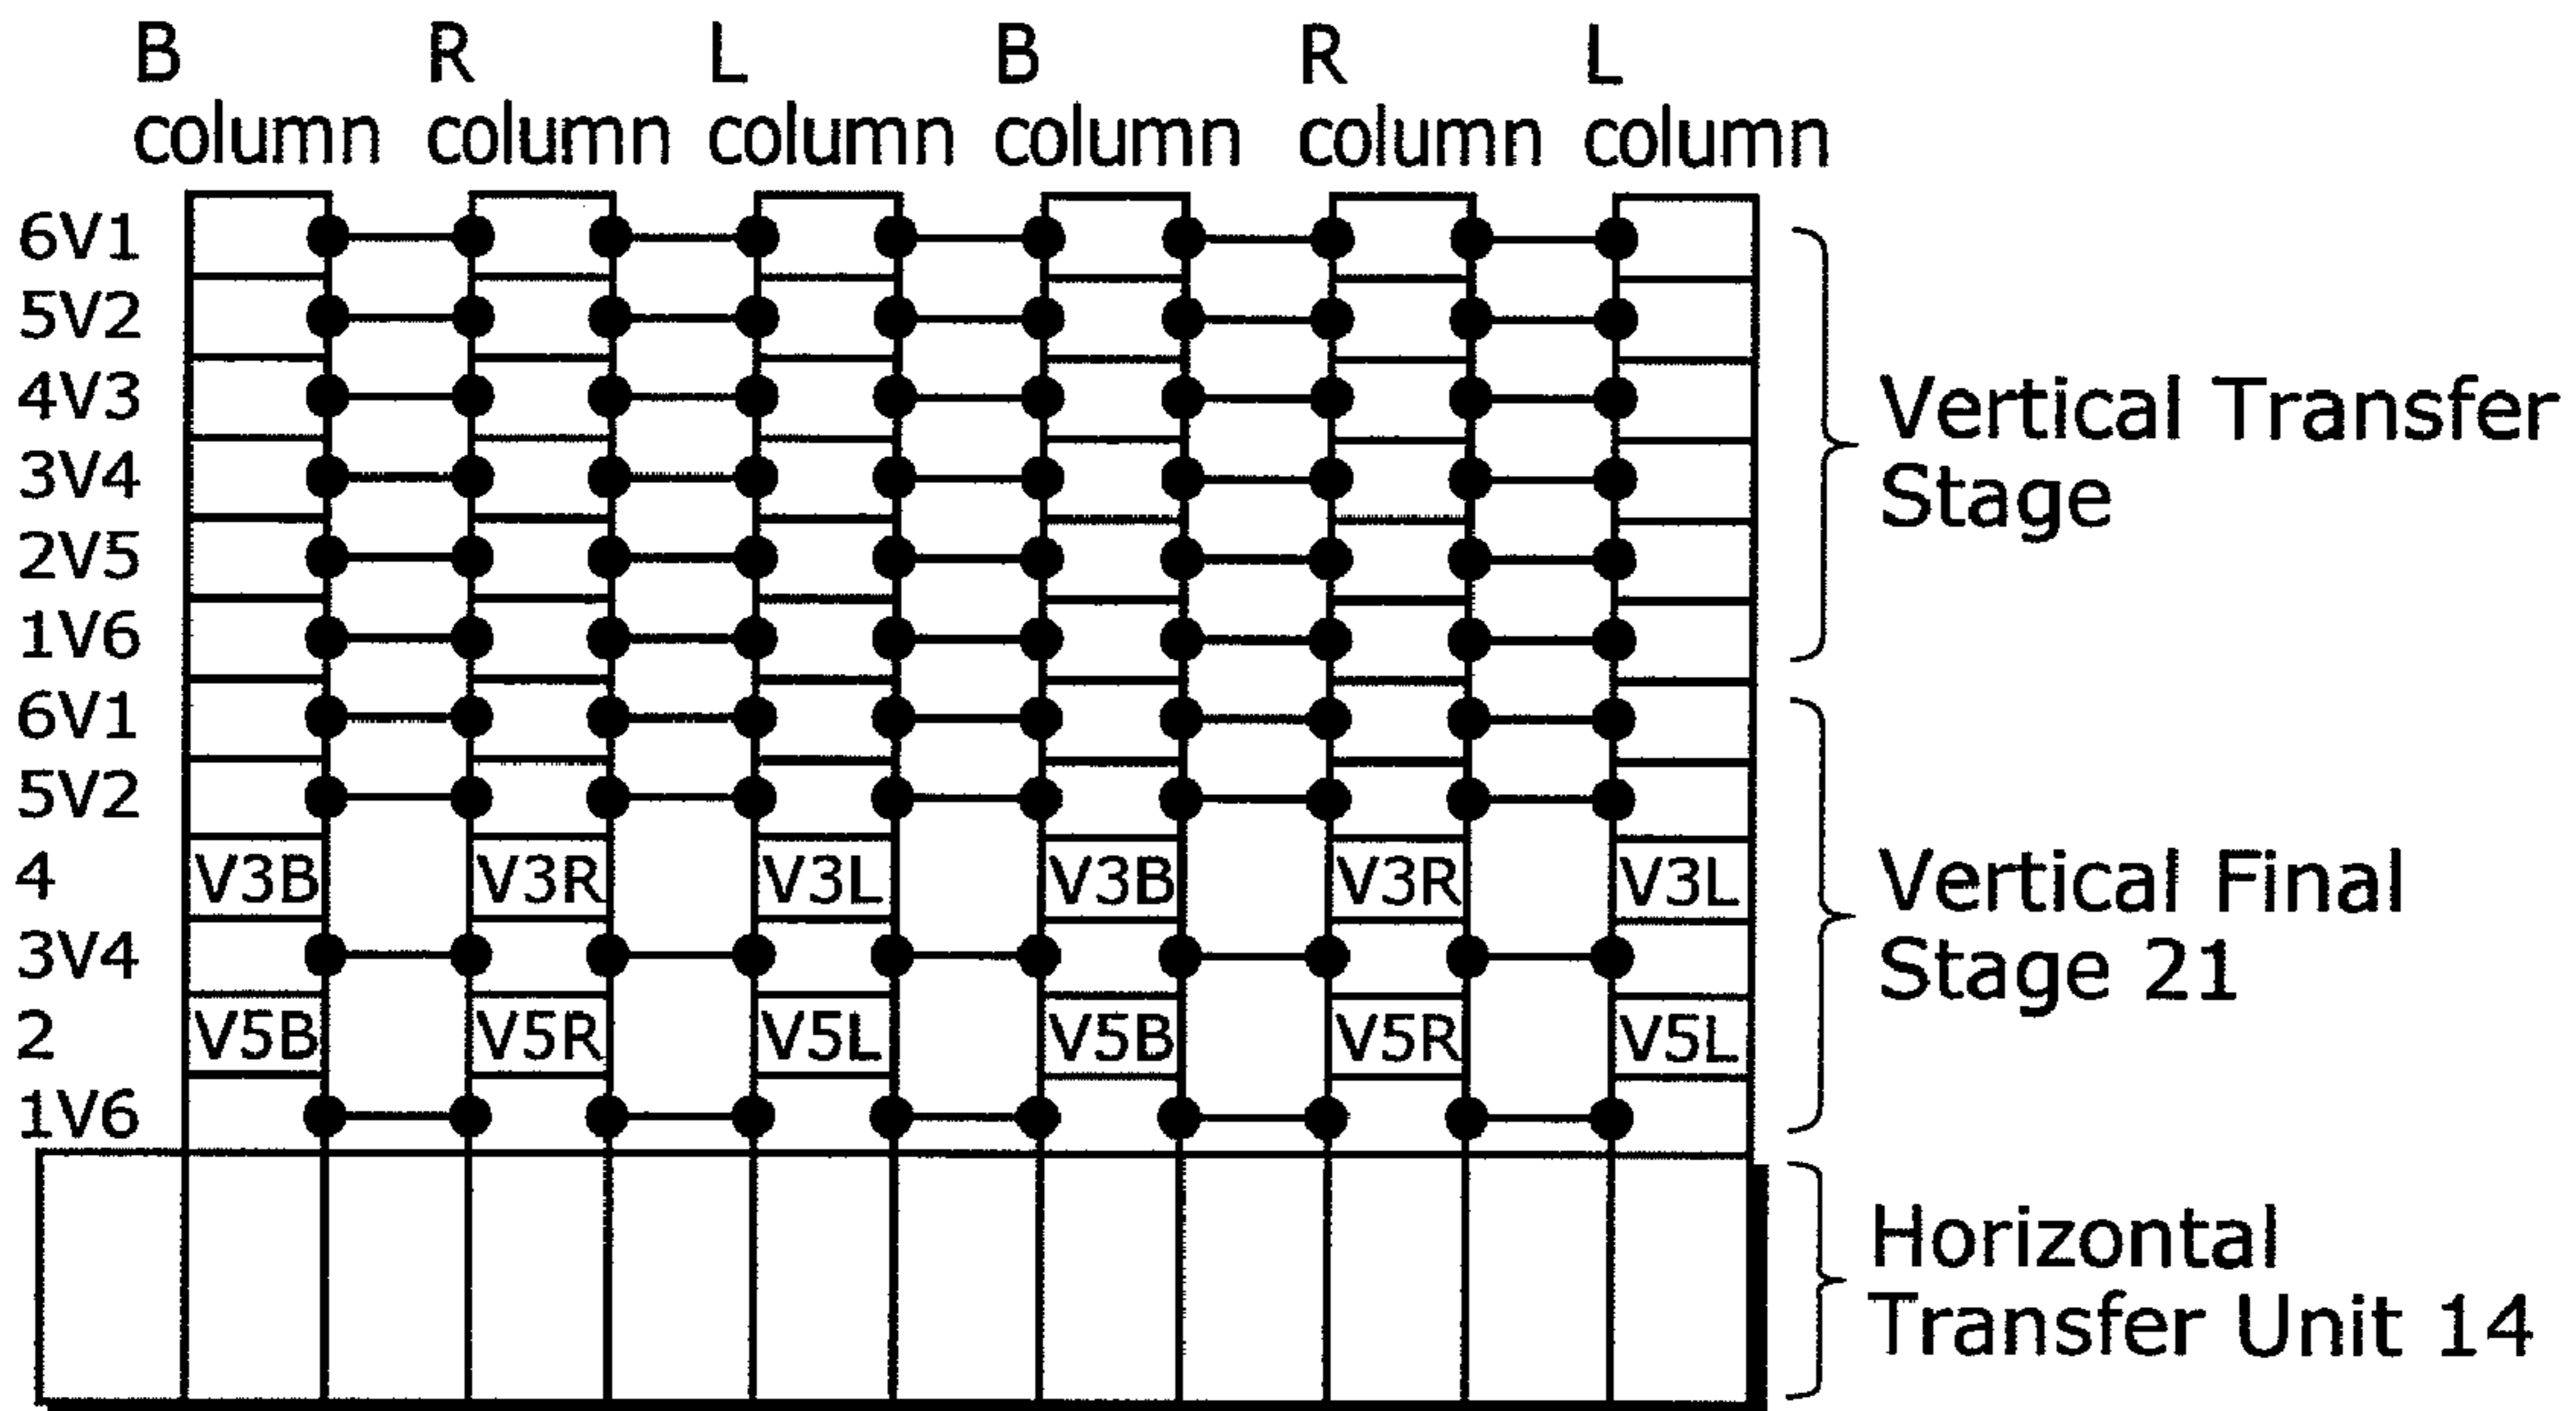 B R L B R L
column column column column column column
6V1
5V2
4V3
3V4
2V5
1V6
Vertical Transfer
Stage
6V1
5V2
4 V3B V3R V3L V3B V3R V3L
3V4
2 V5B V5R V5L V5B V5R V5L
1V6
Vertical Final
Stage 21
Horizontal
Transfer Unit 14